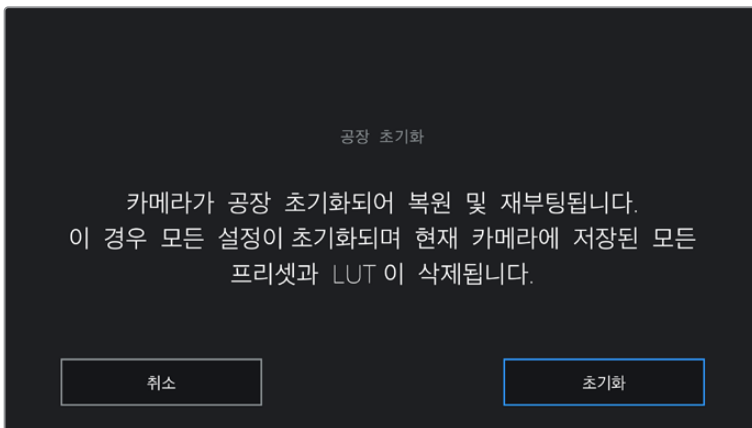 공장 초기화
카메라가 공장 초기화되어 복원 및 재부팅됩니다.
이 경우 모든 설정이 초기화되며 현재 카메라에 저장된 모든
프리셋과 LUT 이 삭제됩니다.
취소
초기화